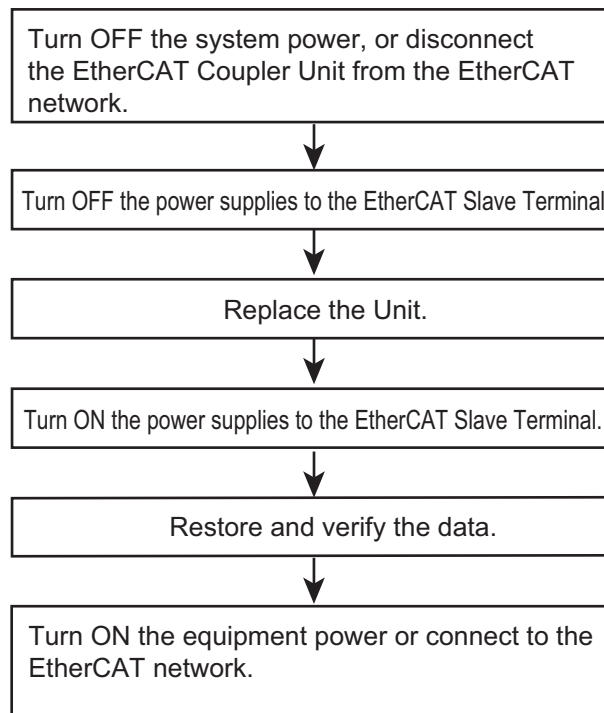 Turn OFF the system power, or disconnect
the EtherCAT Coupler Unit from the EtherCAT
network.
Turn OFF the power supplies to the EtherCAT Slave Terminal
Replace the Unit.
Turn ON the power supplies to the EtherCAT Slave Terminal.
Restore and verify the data.
Turn ON the equipment power or connect to the
EtherCAT network.